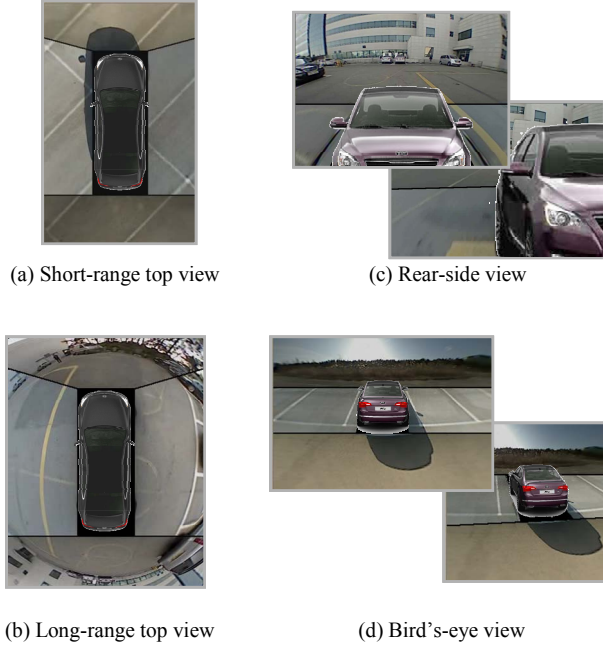 (a) Short-range top view
(c) Rear-side view
(b) Long-range top view
(d) Bird's-eye view